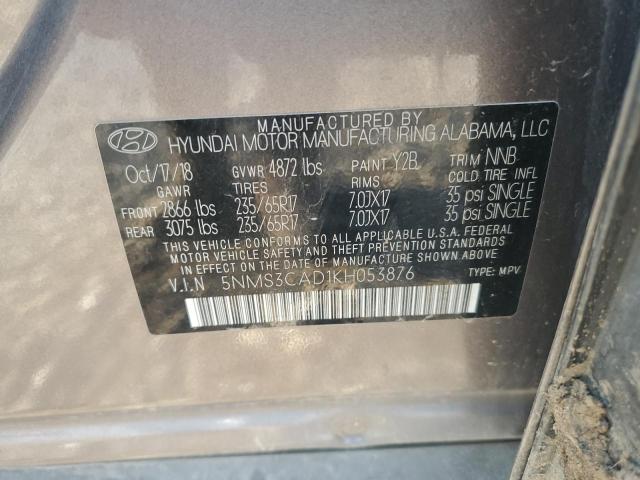 MANUFACTURED BY
HYUNDAI MOTOR MANUFACTURING ALABAMA, LLC
Oct/17/18 GVWR 4872 lbs PAINT Y2B TRIM NNB
GAWR TIRES RIMS COLD TIRE INFL
FRONT 2866 lbs 235/65R17 7.0JX17 35 psi SINGLE
REAR 3075 lbs 235/65R17 7.0JX17 35 psi SINGLE
THIS VEHICLE CONFORMS TO ALL APPLICABLE U.S.A. FEDERAL
MOTOR VEHICLE SAFETY AND THEFT PREVENTION STANDARDS
IN EFFECT ON THE DATE OF MANUFACTURE SHOWN ABOVE.
V.I.N 5NMS3CAD1KH053876 TYPE: MPV